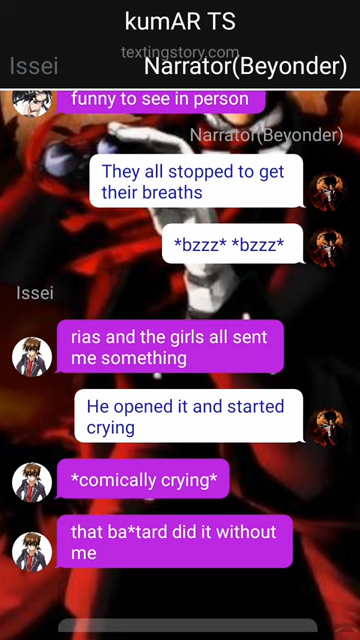 kumAR TS
textingstory.com
Issei
Narrator(Beyonder)
funny to see in person
Narrator(Beyonder)
They all stopped to get
their breaths
*bzzz* *bzzz*
Issei
rias and the girls all sent
me something
He opened it and started
crying
*comically crying*
that ba*tard did it without
me